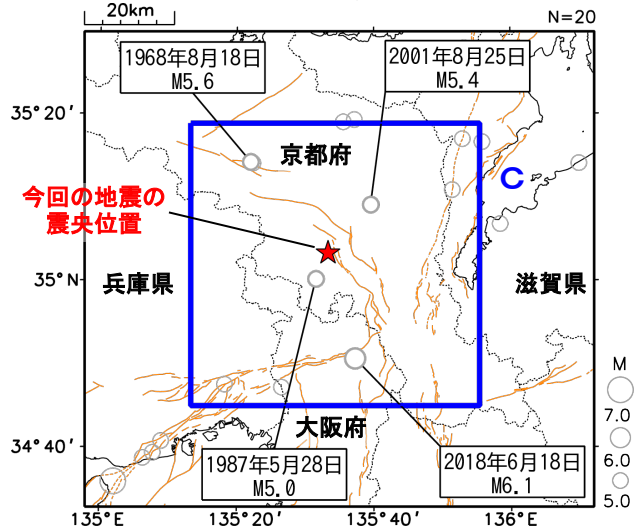 20km
N=20
1968年8月18日
M5.6
2001年8月25日
M5.4
35°20′
京都府
C
今回の地震の
震央位置
35°N
兵庫県
滋賀県
M
7.0
6.0
5.0
大阪府
34°40′
1987年5月28日
M5.0
2018年6月18日
M6.1
135°E
135°20′
135°40′
136°E